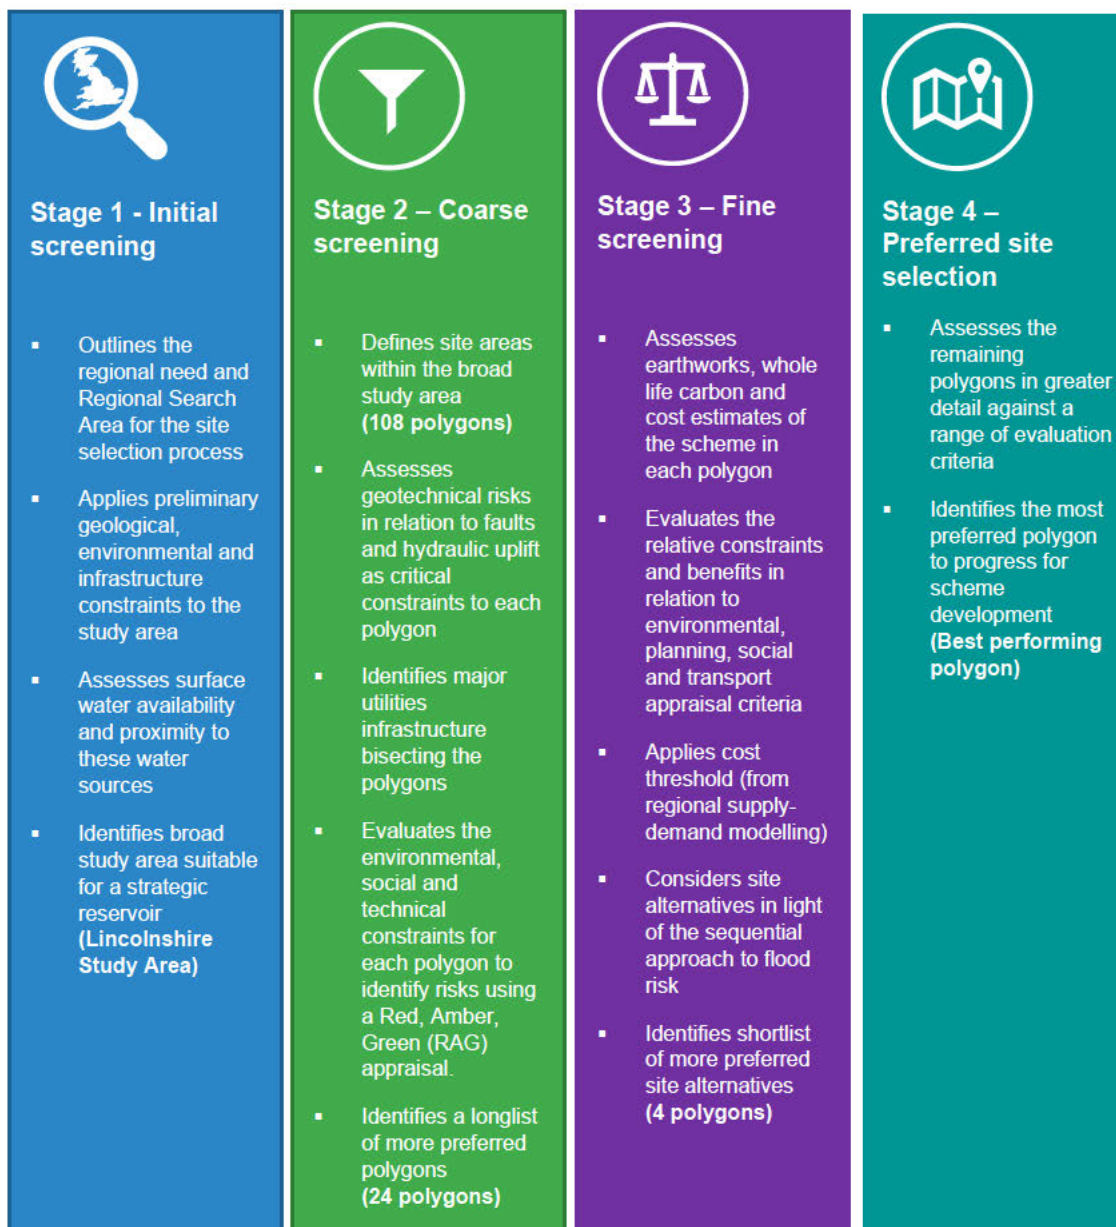 Stage 1 - Initial
screening
▪ Outlines the
regional need and
Regional Search
Area for the site
selection process
▪ Applies preliminary
geological,
environmental and
infrastructure
constraints to the
study area
▪ Assesses surface
water availability
and proximity to
these water
sources
▪ Identifies broad
study area suitable
for a strategic
reservoir
(Lincolnshire
Study Area)
Stage 2 – Coarse
screening
▪ Defines site areas
within the broad
study area
(108 polygons)
▪ Assesses
geotechnical risks
in relation to faults
and hydraulic uplift
as critical
constraints to each
polygon
▪ Identifies major
utilities
infrastructure
bisecting the
polygons
▪ Evaluates the
environmental,
social and
technical
constraints for
each polygon to
identify risks using
a Red, Amber,
Green (RAG)
appraisal.
▪ Identifies a longlist
of more preferred
polygons
(24 polygons)
Stage 3 – Fine
screening
▪ Assesses
earthworks, whole
life carbon and
cost estimates of
the scheme in
each polygon
▪ Evaluates the
relative constraints
and benefits in
relation to
environmental,
planning, social
and transport
appraisal criteria
▪ Applies cost
threshold (from
regional supply-
demand modelling)
▪ Considers site
alternatives in light
of the sequential
approach to flood
risk
▪ Identifies shortlist
of more preferred
site alternatives
(4 polygons)
Stage 4 –
Preferred site
selection
▪ Assesses the
remaining
polygons in greater
detail against a
range of evaluation
criteria
▪ Identifies the most
preferred polygon
to progress for
scheme
development
(Best performing
polygon)